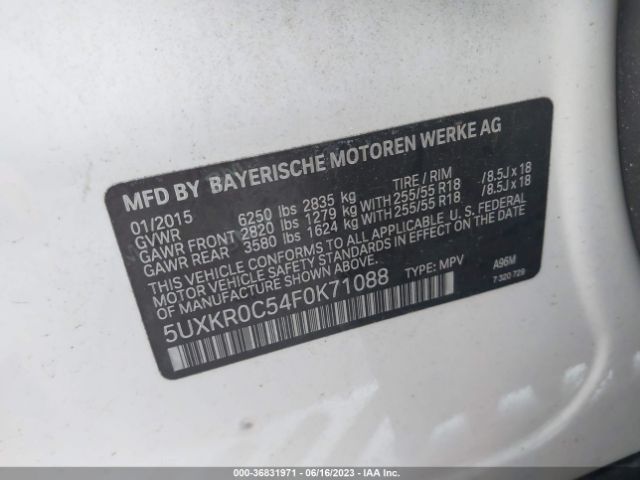 MFD BY BAYERISCHE MOTOREN WERKE AG
01/2015 TIRE / RIM
GVWR 6250 lbs 2835 kg
GAWR FRONT 2820 lbs 1279 kg WITH 255/55 R18 / 8.5J x 18
GAWR REAR 3580 lbs 1624 kg WITH 255/55 R18 / 8.5J x 18
THIS VEHICLE CONFORMS TO ALL APPLICABLE U. S. FEDERAL
MOTOR VEHICLE SAFETY STANDARDS IN EFFECT ON THE DATE
OF MANUFACTURE SHOWN ABOVE.
5UXKR0C54F0K71088 TYPE: MPV A96M
7 320 729
000-36831971 - 06/16/2023 - IAA Inc.